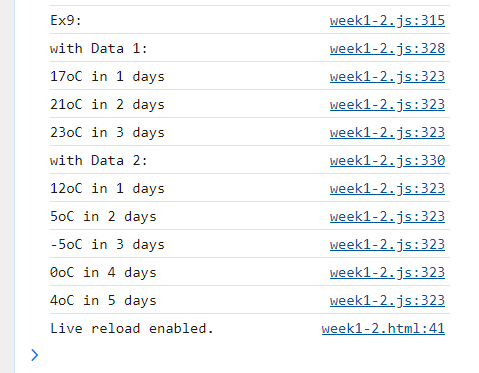 Ex9: week1-2.js:315
with Data 1: week1-2.js:328
17oC in 1 days week1-2.js:323
21oC in 2 days week1-2.js:323
23oC in 3 days week1-2.js:323
with Data 2: week1-2.js:330
12oC in 1 days week1-2.js:323
5oC in 2 days week1-2.js:323
-5oC in 3 days week1-2.js:323
0oC in 4 days week1-2.js:323
4oC in 5 days week1-2.js:323
Live reload enabled. week1-2.html:41